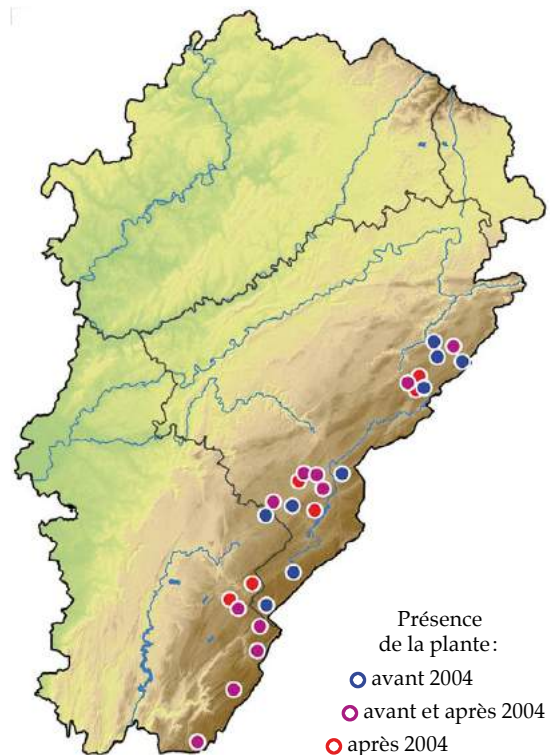 Présence
de la plante:
avant 2004
avant et après 2004
après 2004